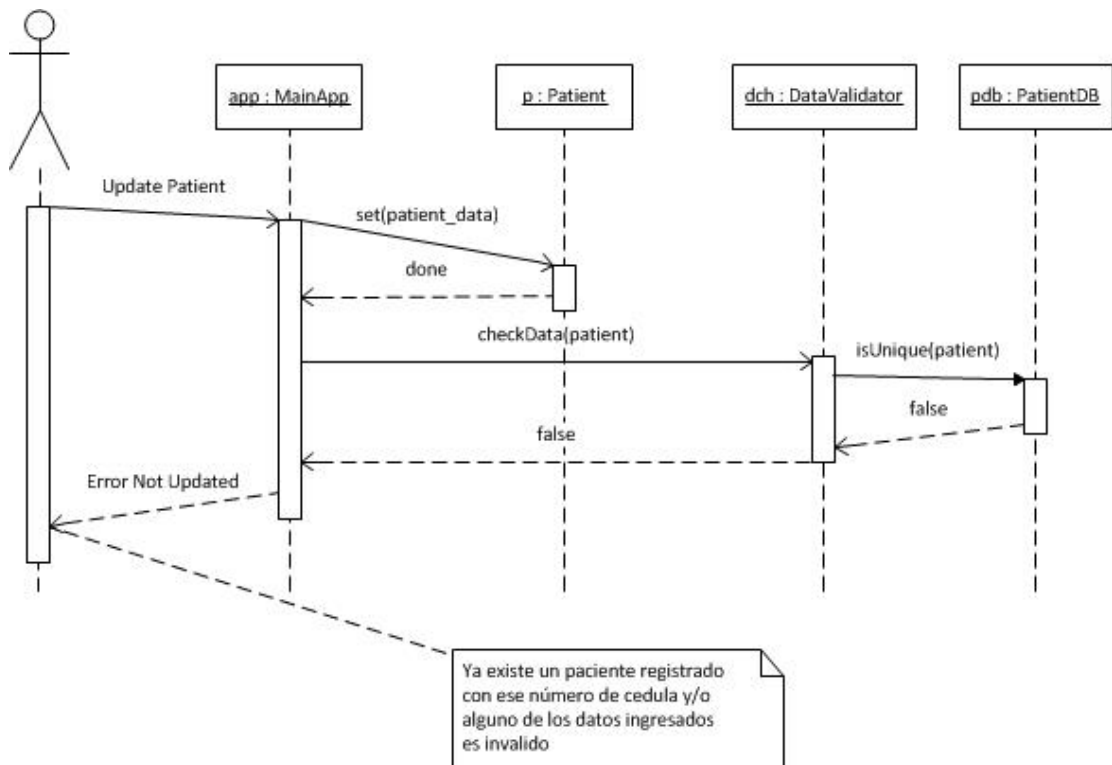 app : MainApp
p : Patient
dch : DataValidator
pdb : PatientDB
Update Patient
set(patient_data)
done
checkData(patient)
isUnique(patient)
false
false
Error Not Updated
Ya existe un paciente registrado
con ese número de cedula y/o
alguno de los datos ingresados
es invalido